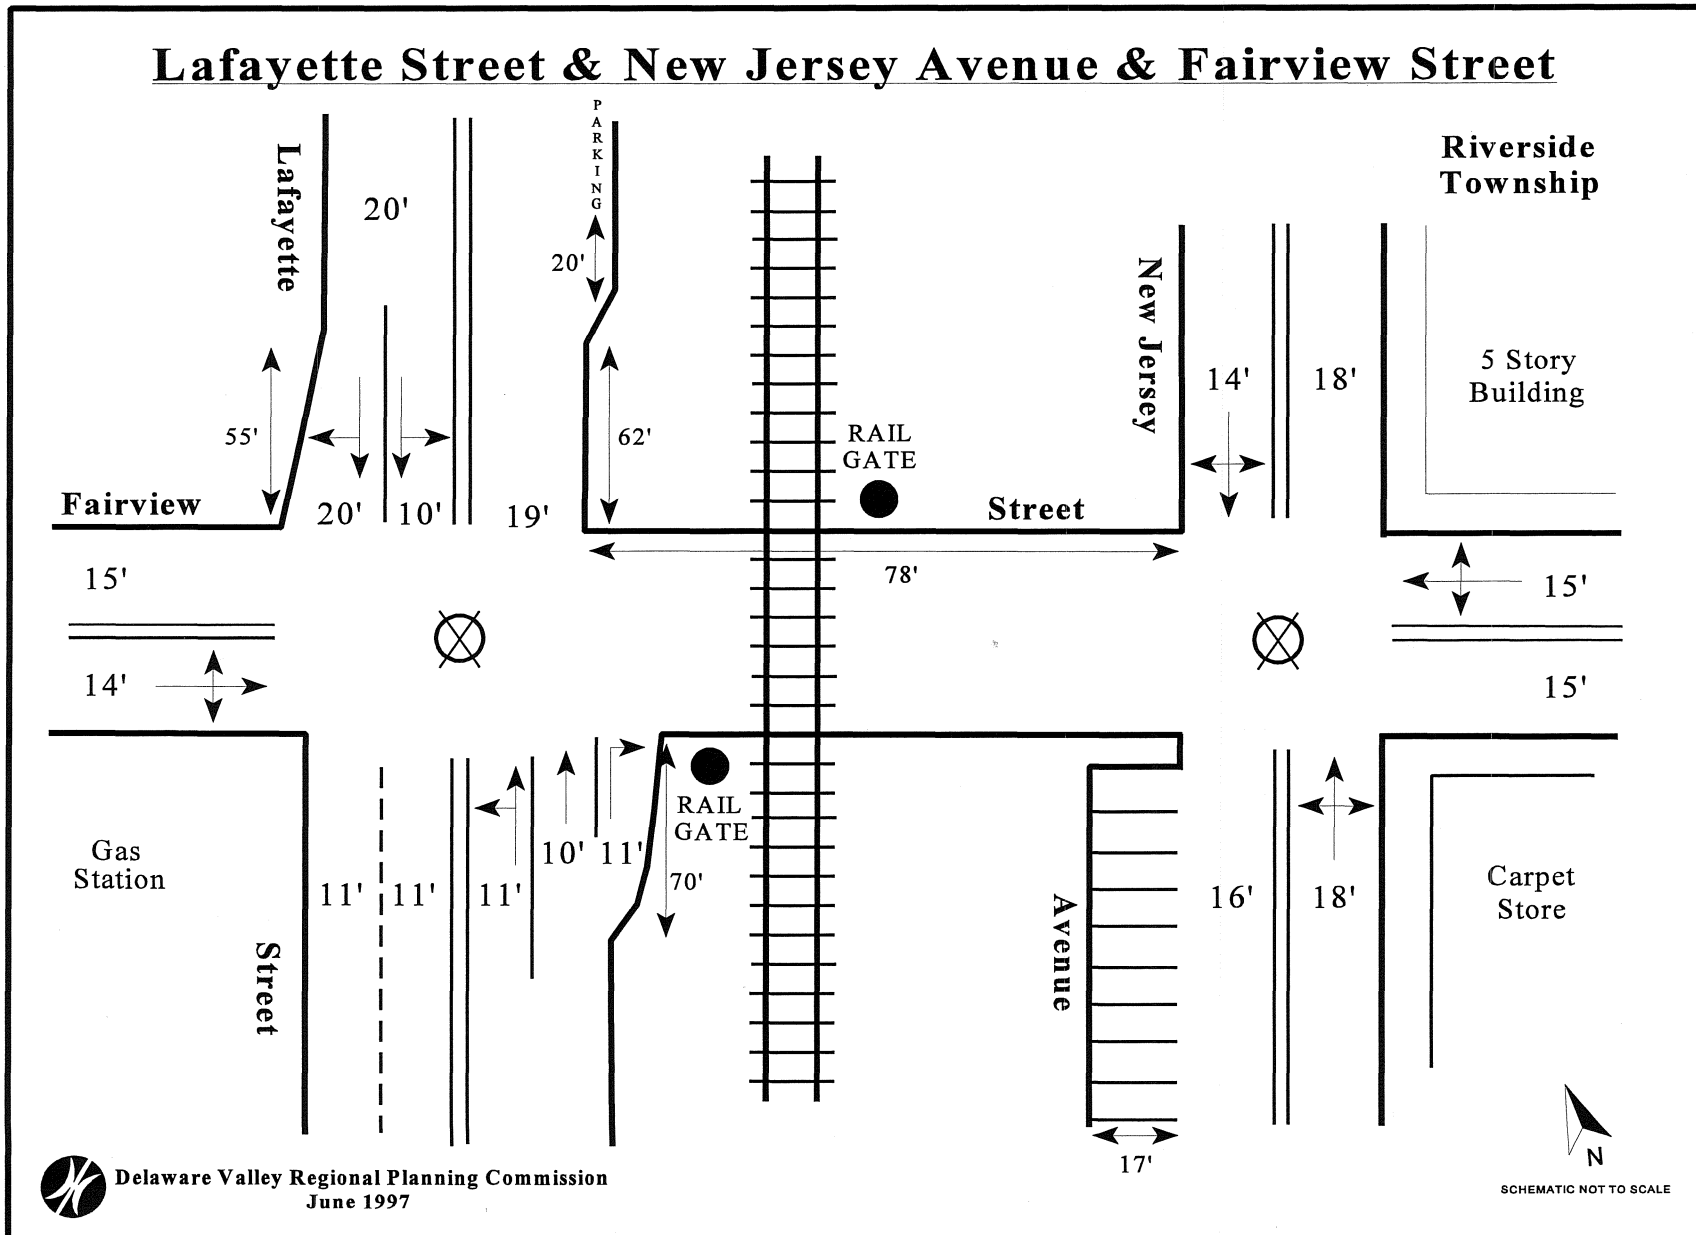 Lafayette Street & New Jersey Avenue & Fairview Street
PARKING
Riverside
Township
Lafayette
20'
20'
New Jersey
5 Story
Building
14'
18'
55'
62'
RAIL
GATE
Fairview
20'
10'
19'
Street
78'
15'
15'
14'
15'
RAIL
GATE
10'
11'
Gas
Station
11'
11'
11'
70'
16'
18'
Carpet
Store
Street
Avenue
17'
N
Delaware Valley Regional Planning Commission
June 1997
SCHEMATIC NOT TO SCALE